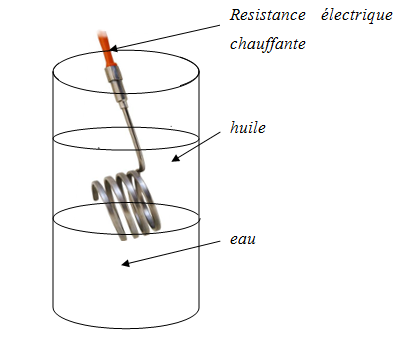 Resistance électrique
chauffante
huile
eau